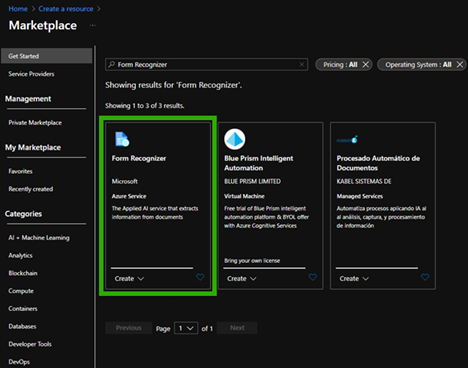 Home > Create a resource >
Marketplace ...
Get Started
Service Providers
Management
Private Marketplace
My Marketplace
Favorites
Recently created
Categories
AI + Machine Learning
Analytics
Blockchain
Compute
Containers
Databases
Developer Tools
DevOps
Form Recognizer
Pricing : All
Operating System : All
Showing results for 'Form Recognizer'.
Showing 1 to 3 of 3 results.
Form Recognizer
Microsoft
Azure Service
The Applied AI service that extracts
information from documents
Create
Blue Prism Intelligent
Automation
BLUE PRISM LIMITED
Virtual Machine
Free trial of Blue Prism intelligent
automation platform & BYOL offer
with Azure Cognitive Services
Bring your own license
Create
Procesado Automático de
Documentos
KABEL SISTEMAS DE
Managed Services
Automatiza procesos aplicando IA al
al análisis, captura, y procesamiento
de información
Create
Previous Page 1 of 1 Next